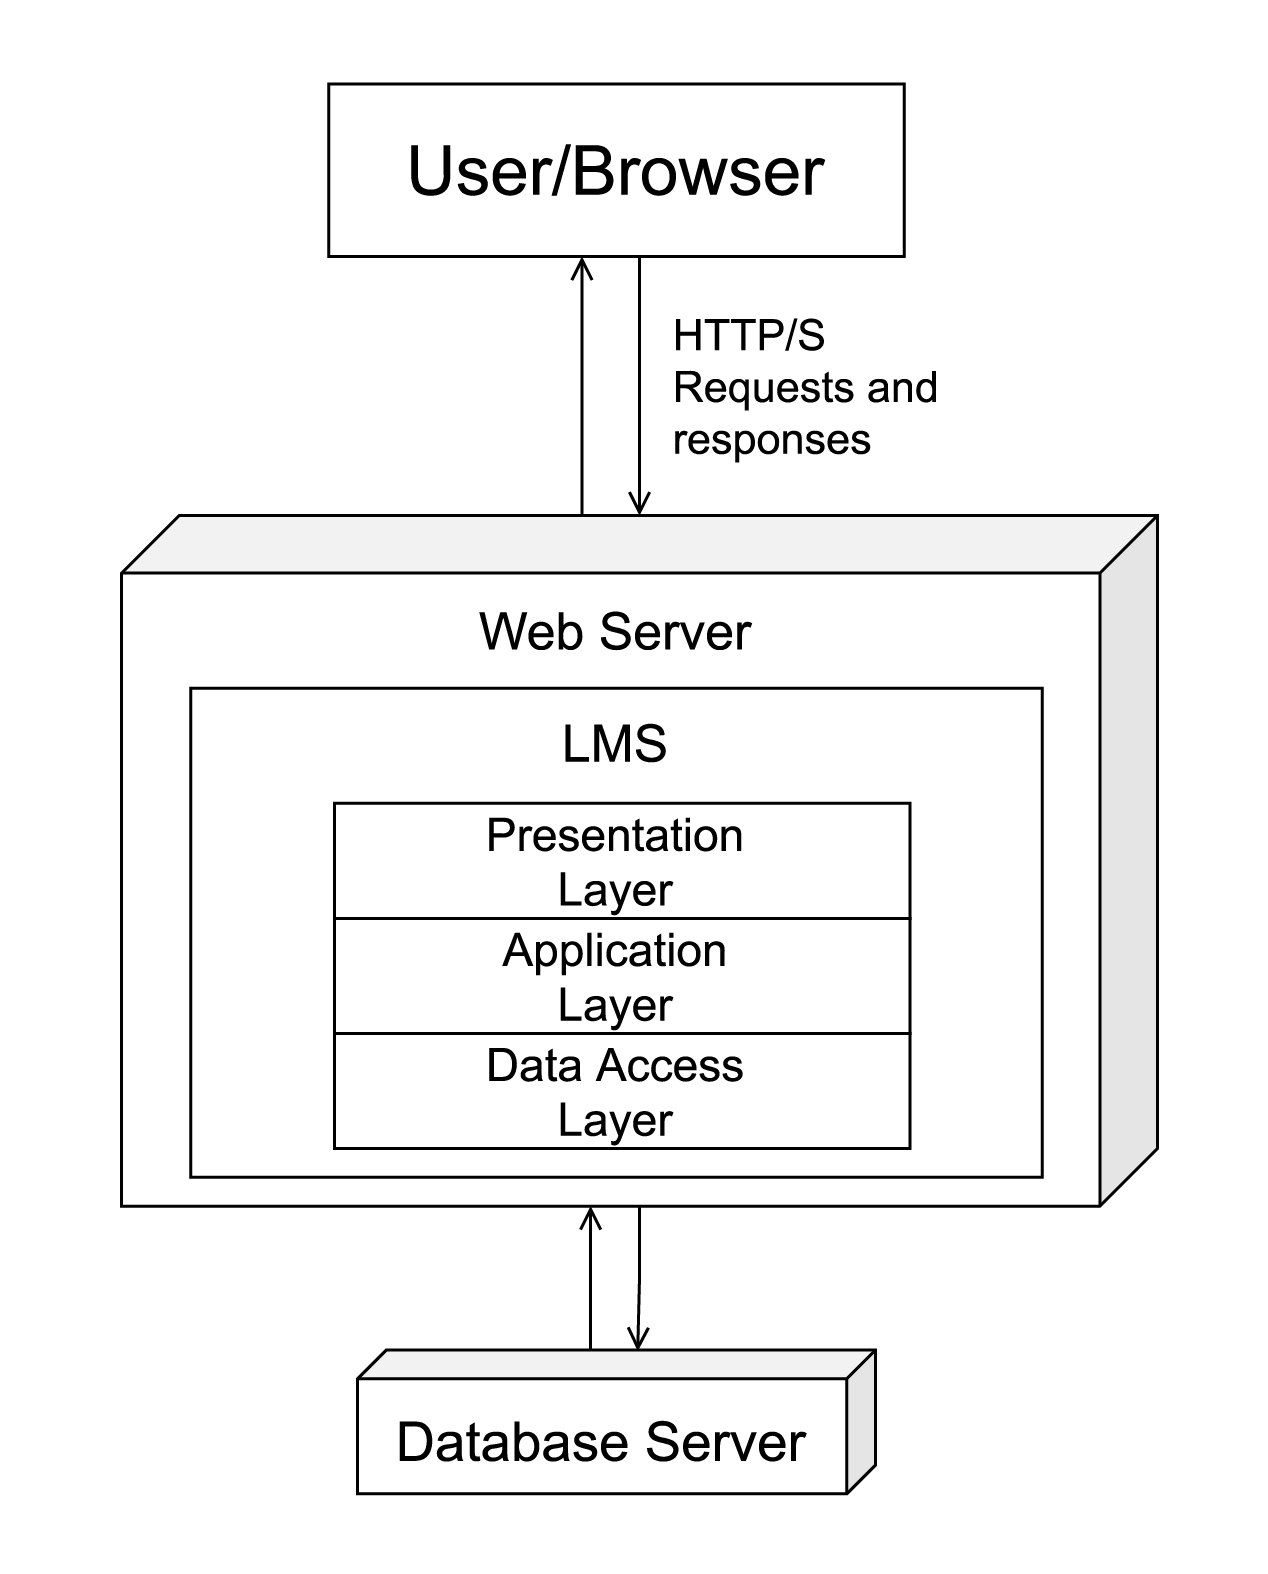 User/Browser
HTTP/S
Requests and
responses
Web Server
LMS
Presentation
Layer
Application
Layer
Data Access
Layer
Database Server